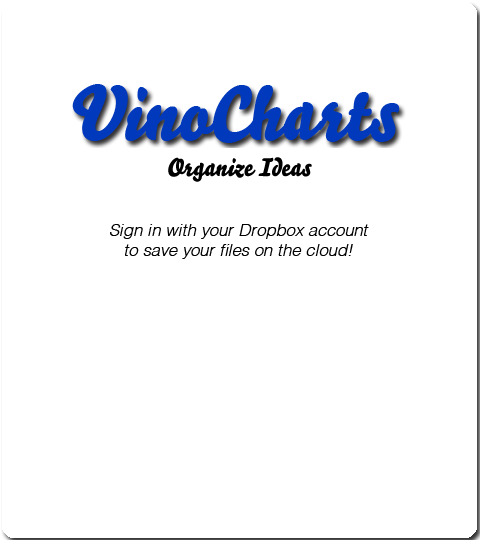 VinoCharts
Organize Ideas
Sign in with your Dropbox account
to save your files on the cloud!